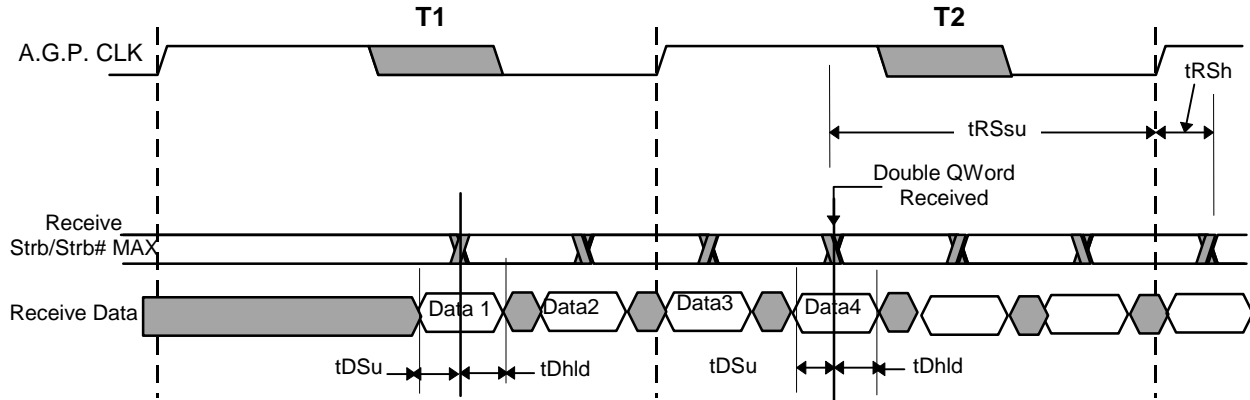 T1 T2
A.G.P. CLK
tRSh
tRSsu
Double QWord
Received
Receive
Strb/Strb# MAX
Receive Data
Data 1 Data2 Data3 Data4
tDSu tDhld tDSu tDhld